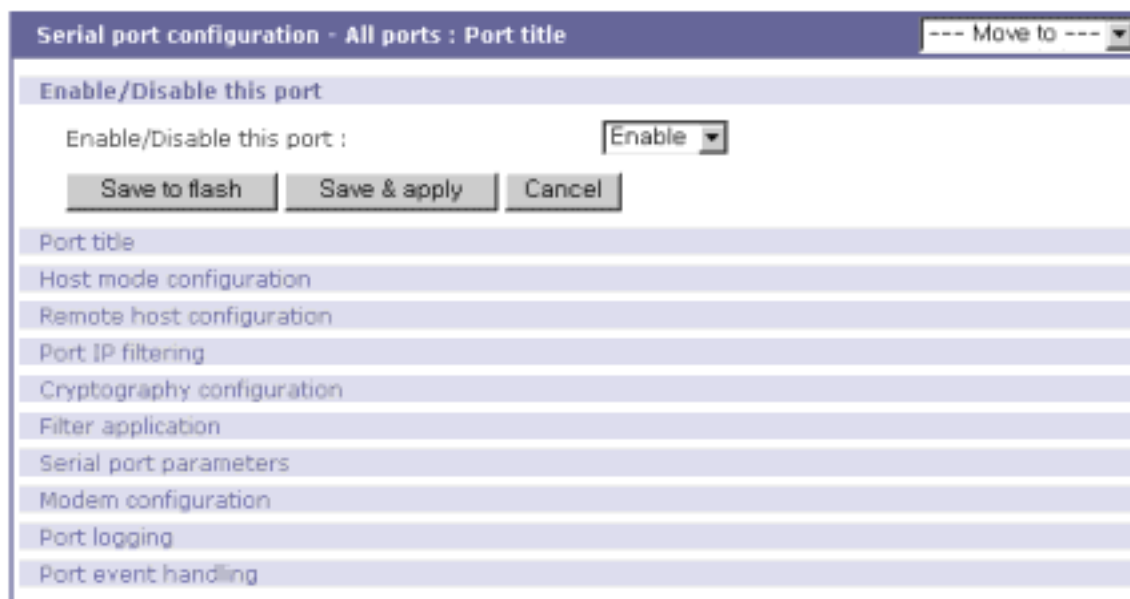 Serial port configuration - All ports : Port title --- Move to ---
Enable/Disable this port
Enable/Disable this port : Enable
Save to flash Save & apply Cancel
Port title
Host mode configuration
Remote host configuration
Port IP filtering
Cryptography configuration
Filter application
Serial port parameters
Modem configuration
Port logging
Port event handling